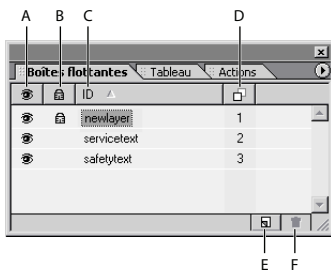 A B C D
Boîtes flottantes Tableau Actions
ID
newlayer 1
servicetext 2
safetytext 3
E F